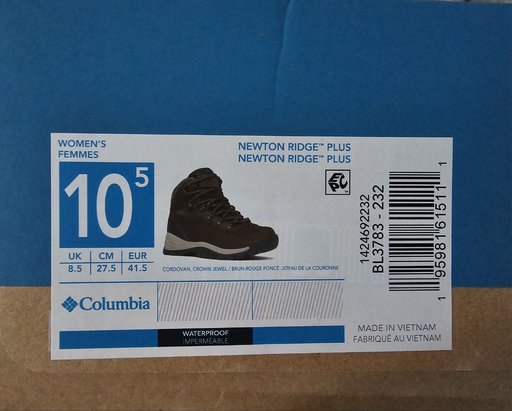 WOMEN'S
FEMMES
10 5
UK CM EUR
8.5 27.5 41.5
Columbia
NEWTON RIDGE™ PLUS
NEWTON RIDGE™ PLUS
CORDOVAN, CROWN JEWEL / BRUN-ROUGE FONCÉ, JOYAU DE LA COURONNE
WATERPROOF
IMPERMÉABLE
1424692232
BL3783 - 232
1 95981 61511 1
MADE IN VIETNAM
FABRIQUÉ AU VIETNAM